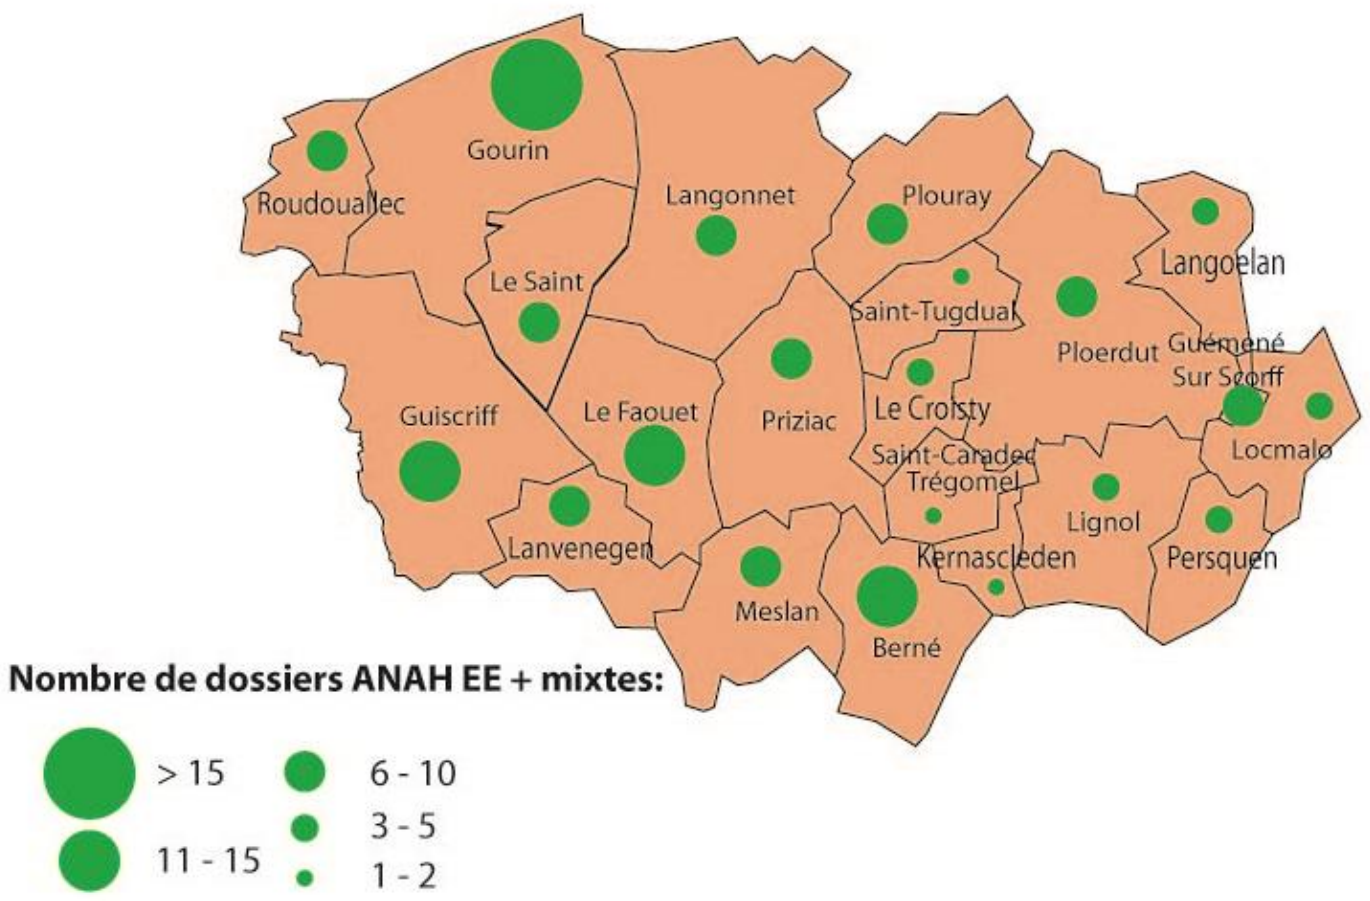 Gourin
Roudouallec
Langonnet
Plouray
Langoelan
Le Saint
Saint-Tugdual
Ploerdut
Guémené
Sur Scorff
Guiscriff
Le Faouet
Priziac
Le Croisty
Locmalo
Saint-Caradec
Trégomel
Lignol
Lanvenegen
Kernascleden
Persquen
Meslan
Berné
Nombre de dossiers ANAH EE + mixtes:
> 15
6 - 10
3 - 5
11 - 15
1 - 2